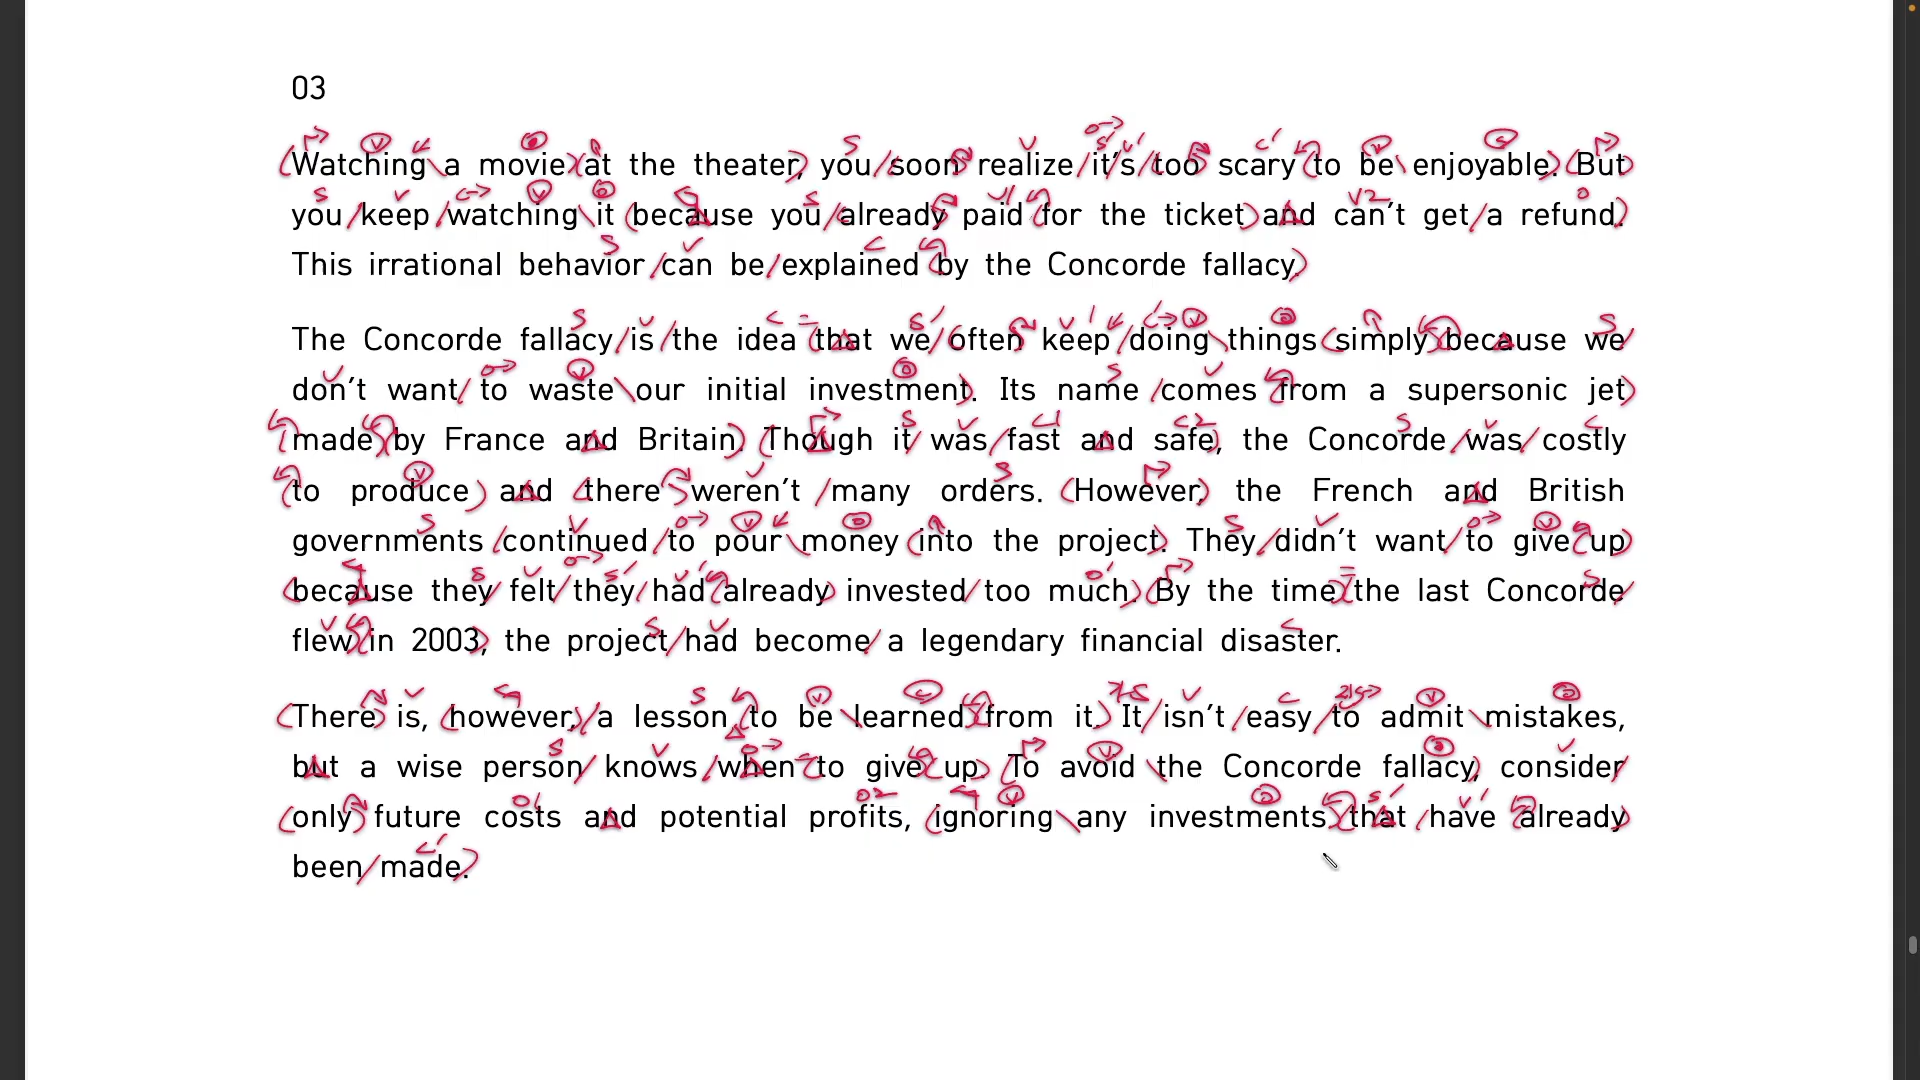 03
Watching a movie at the theater, you soon realize it's too scary to be enjoyable. But
you keep watching it because you already paid for the ticket and can't get a refund.
This irrational behavior can be explained by the Concorde fallacy.
The Concorde fallacy is the idea that we often keep doing things simply because we
don't want to waste our initial investment. Its name comes from a supersonic jet
made by France and Britain. Though it was fast and safe, the Concorde was costly
to produce and there weren't many orders. However, the French and British
governments continued to pour money into the project. They didn't want to give up
because they felt they had already invested too much. By the time the last Concorde
flew in 2003, the project had become a legendary financial disaster.
There is, however, a lesson to be learned from it. It isn't easy to admit mistakes,
but a wise person knows when to give up. To avoid the Concorde fallacy, consider
only future costs and potential profits, ignoring any investments that have already
been made.